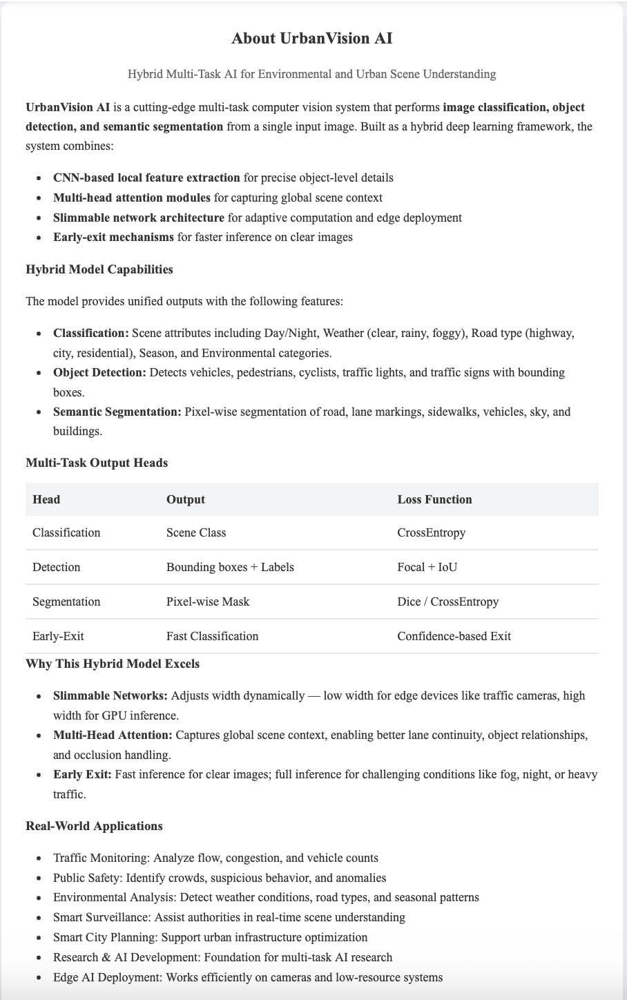 About UrbanVision AI
Hybrid Multi-Task AI for Environmental and Urban Scene Understanding
UrbanVision AI is a cutting-edge multi-task computer vision system that performs image classification, object
detection, and semantic segmentation from a single input image. Built as a hybrid deep learning framework, the
system combines:
• CNN-based local feature extraction for precise object-level details
• Multi-head attention modules for capturing global scene context
• Slimmable network architecture for adaptive computation and edge deployment
• Early-exit mechanisms for faster inference on clear images
Hybrid Model Capabilities
The model provides unified outputs with the following features:
• Classification: Scene attributes including Day/Night, Weather (clear, rainy, foggy), Road type (highway,
city, residential), Season, and Environmental categories.
• Object Detection: Detects vehicles, pedestrians, cyclists, traffic lights, and traffic signs with bounding
boxes.
• Semantic Segmentation: Pixel-wise segmentation of road, lane markings, sidewalks, vehicles, sky, and
buildings.
Multi-Task Output Heads
Head Output Loss Function
Classification Scene Class CrossEntropy
Detection Bounding boxes + Labels Focal + IoU
Segmentation Pixel-wise Mask Dice / CrossEntropy
Early-Exit Fast Classification Confidence-based Exit
Why This Hybrid Model Excels
• Slimmable Networks: Adjusts width dynamically — low width for edge devices like traffic cameras, high
width for GPU inference.
• Multi-Head Attention: Captures global scene context, enabling better lane continuity, object relationships,
and occlusion handling.
• Early Exit: Fast inference for clear images; full inference for challenging conditions like fog, night, or heavy
traffic.
Real-World Applications
• Traffic Monitoring: Analyze flow, congestion, and vehicle counts
• Public Safety: Identify crowds, suspicious behavior, and anomalies
• Environmental Analysis: Detect weather conditions, road types, and seasonal patterns
• Smart Surveillance: Assist authorities in real-time scene understanding
• Smart City Planning: Support urban infrastructure optimization
• Research & AI Development: Foundation for multi-task AI research
• Edge AI Deployment: Works efficiently on cameras and low-resource systems